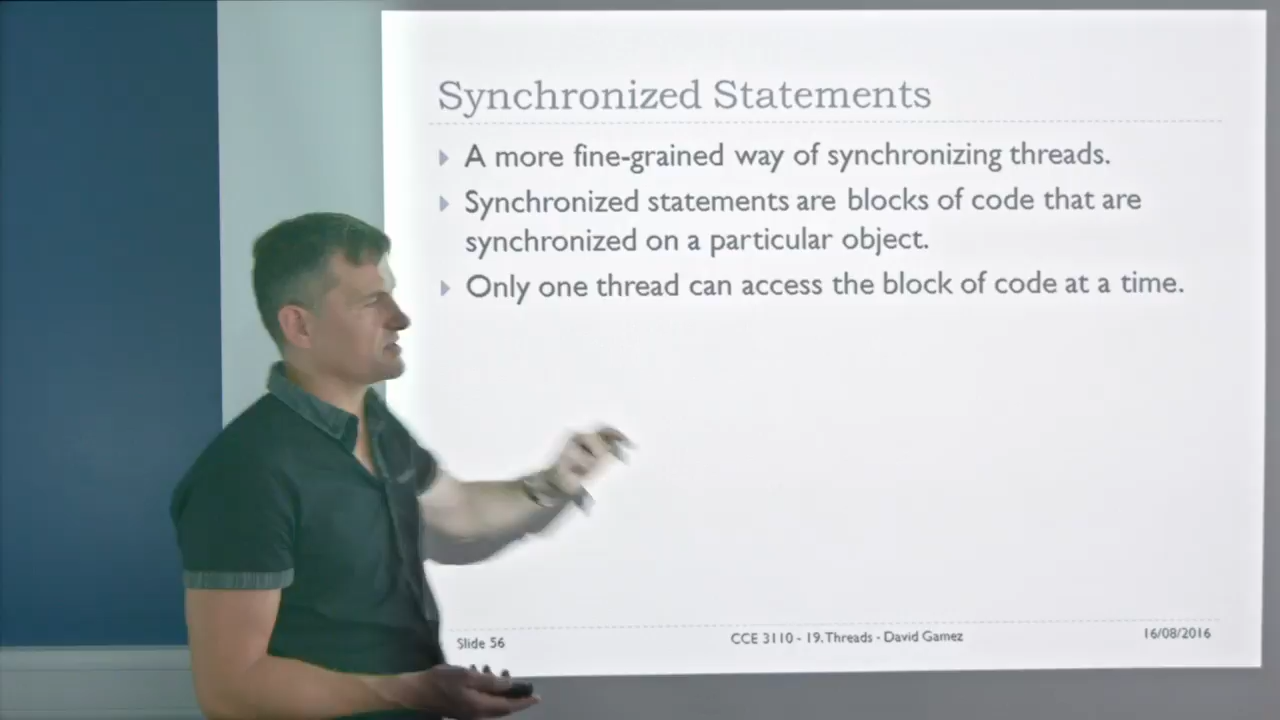 Synchronized Statements
A more fine-grained way of synchronizing threads.
Synchronized statements are blocks of code that are
synchronized on a particular object.
Only one thread can access the block of code at a time.
Slide 56
CCE 3110 - 19. Threads - David Gamez
16/08/2016